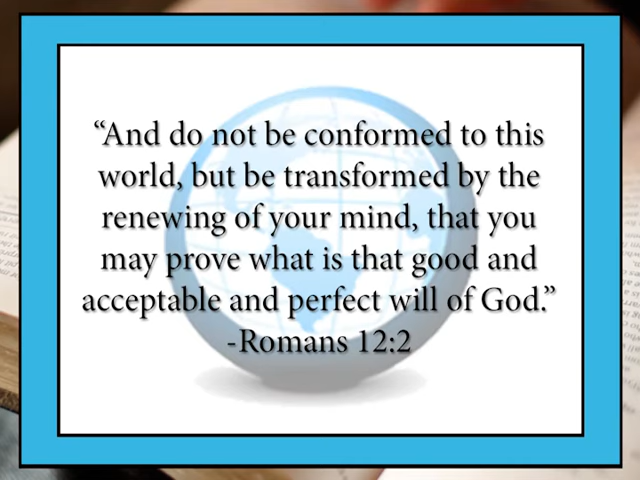 “And do not be conformed to this
world, but be transformed by the
renewing of your mind, that you
may prove what is that good and
acceptable and perfect will of God.”
-Romans 12:2